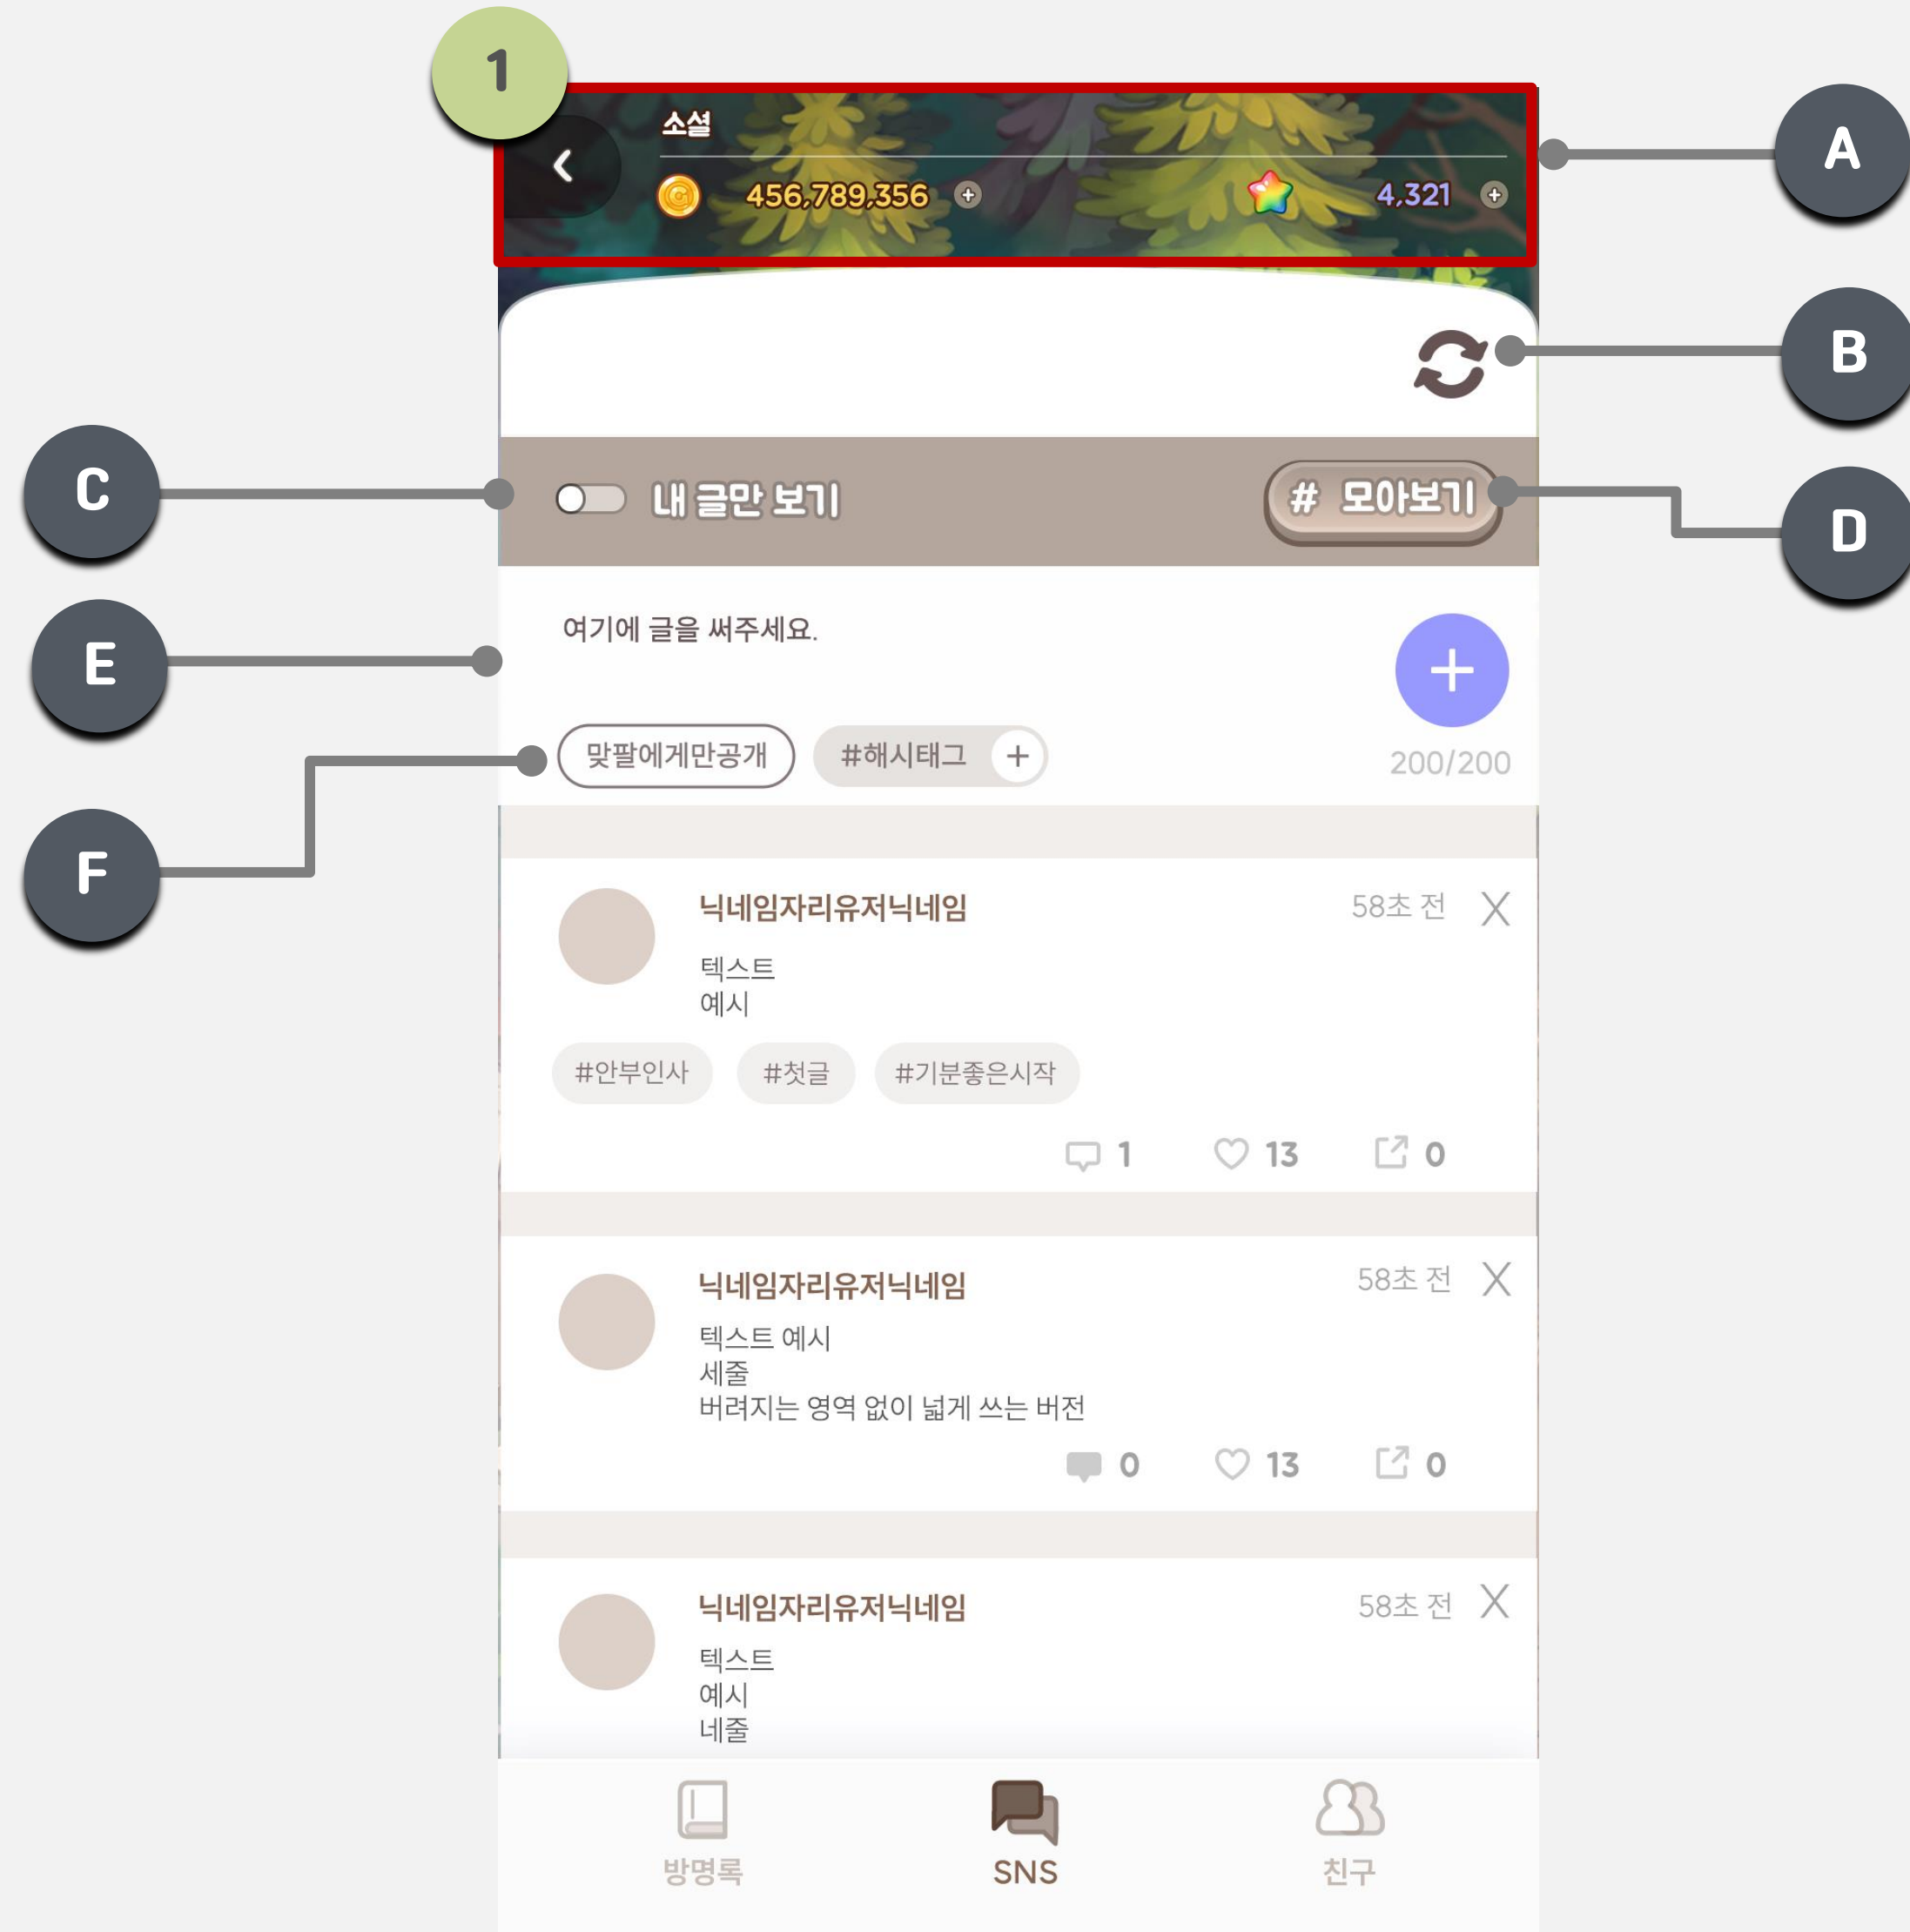 1
소셜
A
456,789,356
4,321
B
C
내 글만 보기
# 모아보기
D
E
여기에 글을 써주세요.
맞팔에게만공개
#해시태그
200/200
F
닉네임자리유저닉네임
58초 전
텍스트
예시
#안부인사 #첫글 #기분좋은시작
1 13 0
닉네임자리유저닉네임
58초 전
텍스트 예시
세줄
버려지는 영역 없이 넓게 쓰는 버전
0 13 0
닉네임자리유저닉네임
58초 전
텍스트
예시
네줄
방명록 SNS 친구